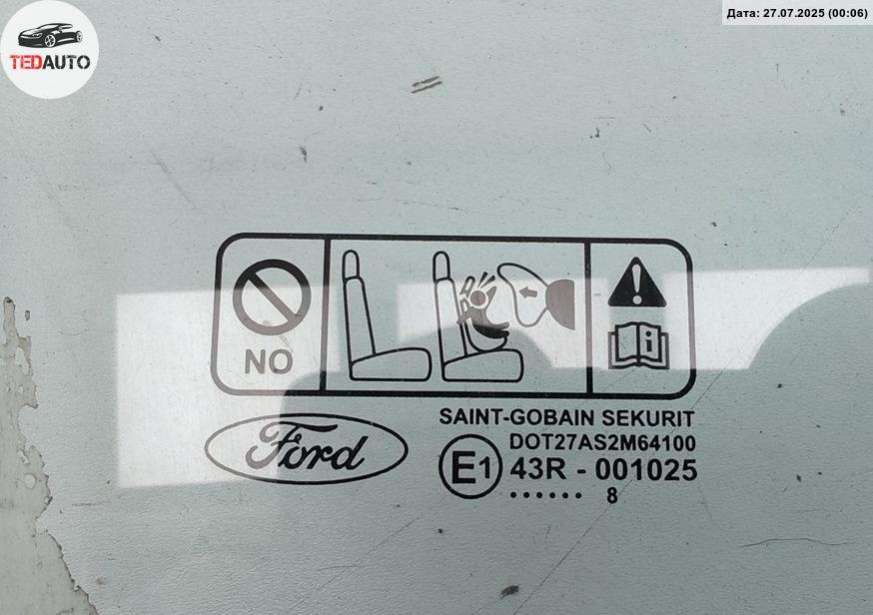 TEDAUTO
Дата: 27.07.2025 (00:06)
NO
i
Ford
SAINT-GOBAIN SEKURIT
DOT27AS2M64100
E1 43R - 001025
...... 8